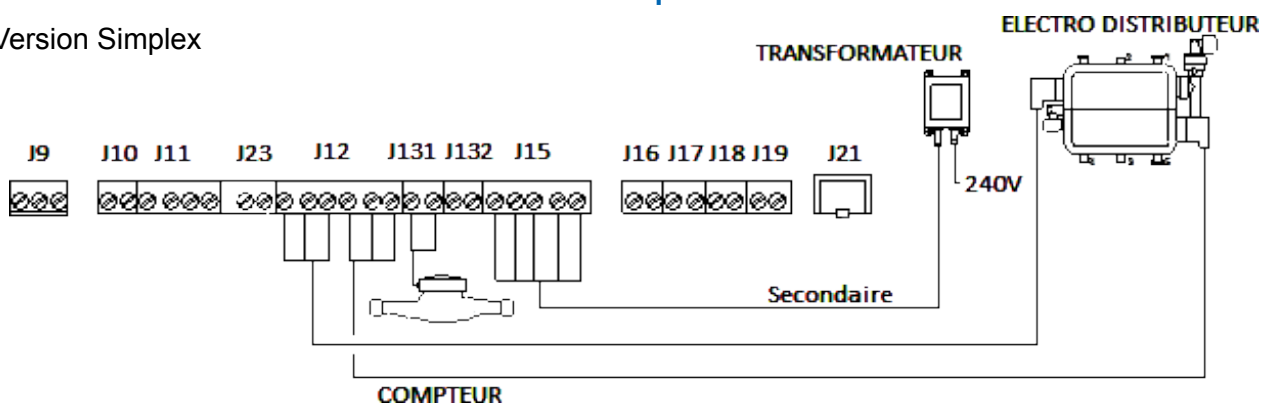 Version Simplex
ELECTRO DISTRIBUTEUR
TRANSFORMATEUR
J9 J10 J11 J23 J12 J131 J132 J15 J16 J17 J18 J19 J21
240V
Secondaire
COMPTEUR